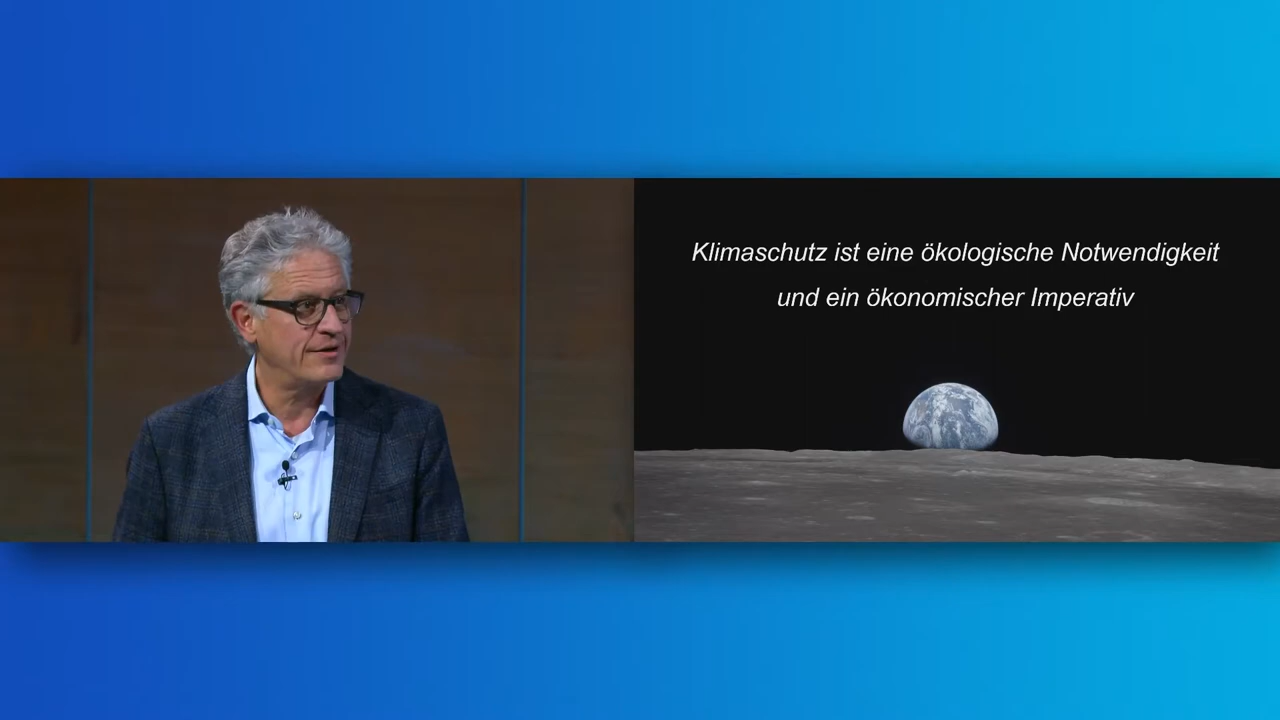 Klimaschutz ist eine ökologische Notwendigkeit
und ein ökonomischer Imperativ